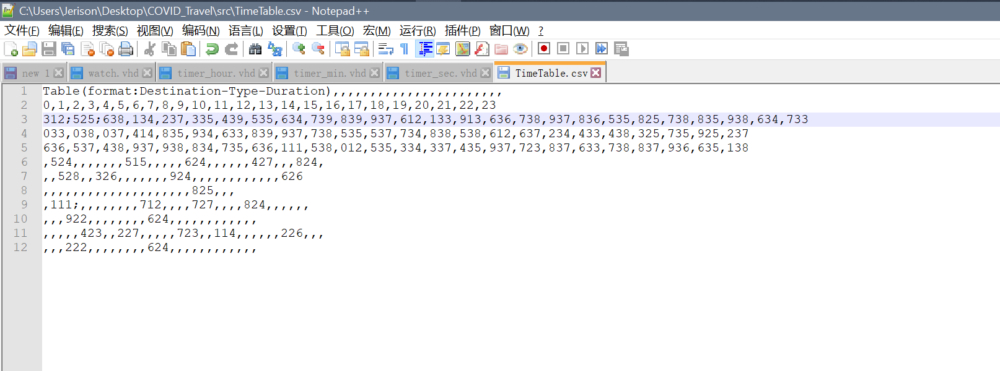 C:\Users\Jerison\Desktop\COVID_Travel\src\TimeTable.csv - Notepad++
文件(F) 编辑(E) 搜索(S) 视图(V) 编码(N) 语言(L) 设置(T) 工具(O) 宏(M) 运行(R) 插件(P) 窗口(W) ?
new 1 watch.vhd timer_hour.vhd timer_min.vhd timer_sec.vhd TimeTable.csv
1 Table(format:Destination-Type-Duration),,,,,,,,,,,,,,,,,,,,,,,
2 0,1,2,3,4,5,6,7,8,9,10,11,12,13,14,15,16,17,18,19,20,21,22,23
3 312;525;638,134,237,335,439,535,634,739,839,937,612,133,913,636,738,937,836,535,825,738,835,938,634,733
4 033,038,037,414,835,934,633,839,937,738,535,537,734,838,538,612,637,234,433,438,325,735,925,237
5 636,537,438,937,938,834,735,636,111,538,012,535,334,337,435,937,723,837,633,738,837,936,635,138
6 ,524,,,,,,,515,,,,,624,,,,,,427,,,824,
7 ,,528,,326,,,,,,,924,,,,,,,,,,,,626
8 ,,,,,,,,,,,,,,,,,,,,825,,,
9 ,111;,,,,,,,,712,,,,727,,,,824,,,,,,
10 ,,,922,,,,,,,,624,,,,,,,,,,,,
11 ,,,,,423,,227,,,,,723,,114,,,,,,226,,,
12 ,,,222,,,,,,,,624,,,,,,,,,,,,